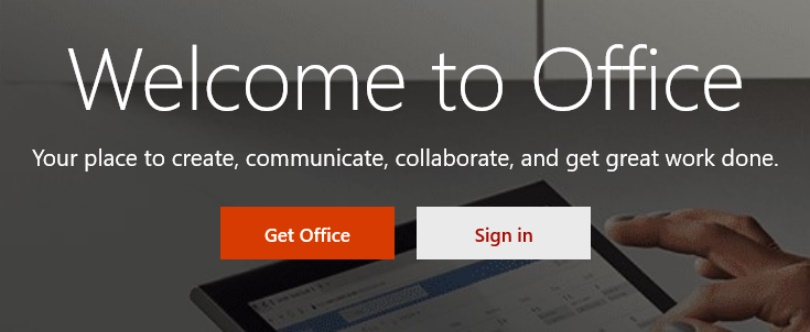 Welcome to Office
Your place to create, communicate, collaborate, and get great work done.
Get Office
Sign in